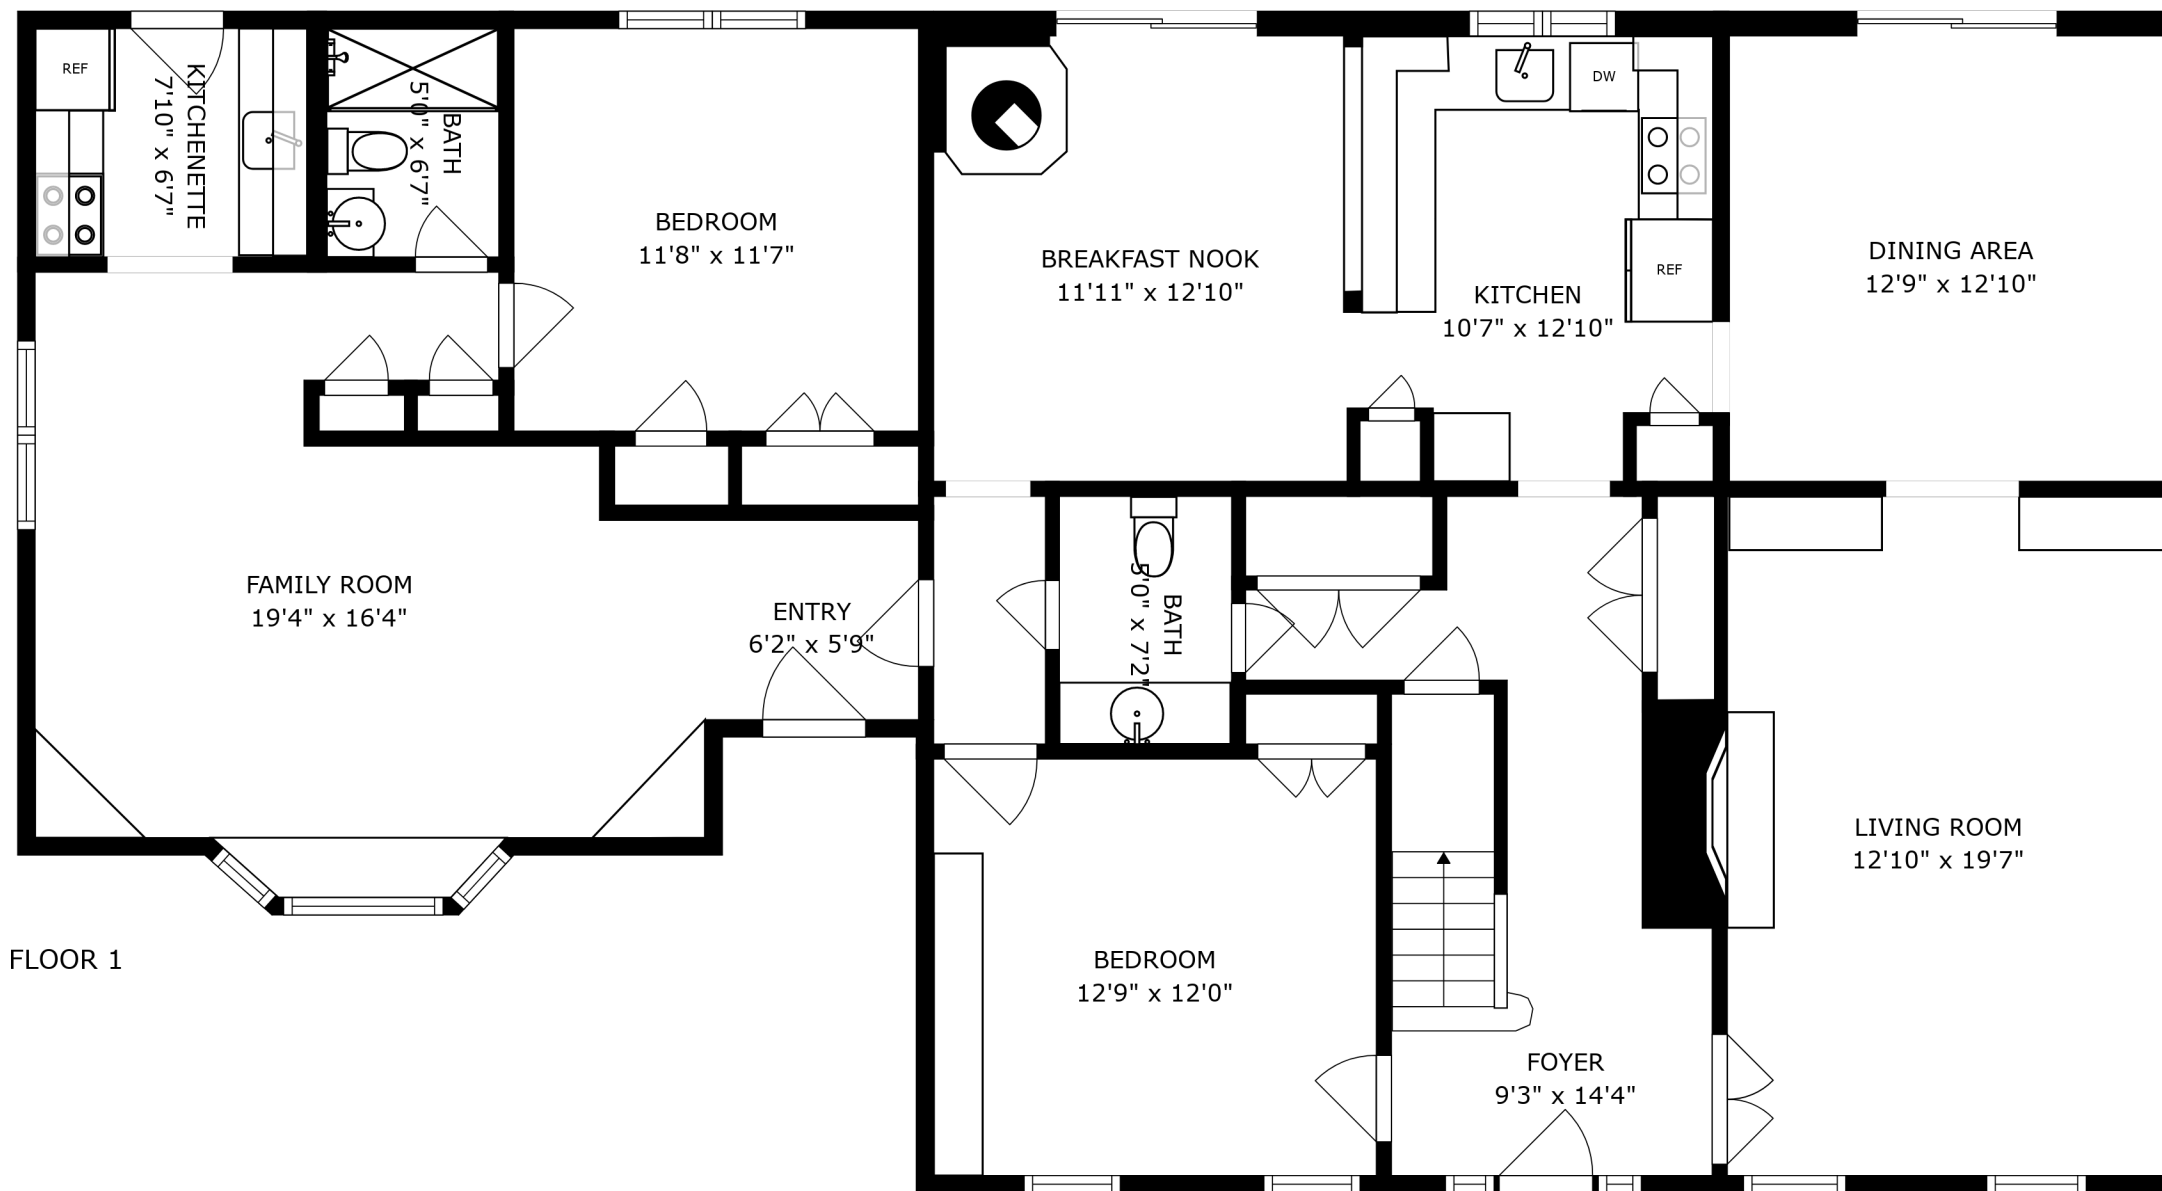 REF
KITCHENETTE
7'10" x 6'7"
BATH
5'0" x 6'7"
BEDROOM
11'8" x 11'7"
BREAKFAST NOOK
11'11" x 12'10"
DW
REF
KITCHEN
10'7" x 12'10"
DINING AREA
12'9" x 12'10"
FAMILY ROOM
19'4" x 16'4"
ENTRY
6'2" x 5'9"
BATH
5'0" x 7'2"
LIVING ROOM
12'10" x 19'7"
BEDROOM
12'9" x 12'0"
FOYER
9'3" x 14'4"
FLOOR 1